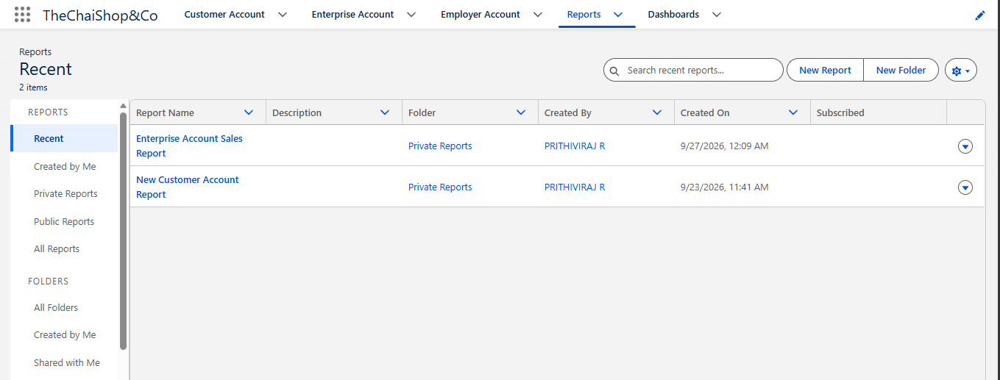 TheChaiShop&Co Customer Account Enterprise Account Employer Account Reports Dashboards
Reports
Recent
2 items
Search recent reports...
New Report
New Folder
REPORTS
Recent
Created by Me
Private Reports
Public Reports
All Reports
FOLDERS
All Folders
Created by Me
Shared with Me
Report Name Description Folder Created By Created On Subscribed
Enterprise Account Sales
Report
Private Reports PRITHIVIRAJ R 9/27/2026, 12:09 AM
New Customer Account
Report
Private Reports PRITHIVIRAJ R 9/23/2026, 11:41 AM